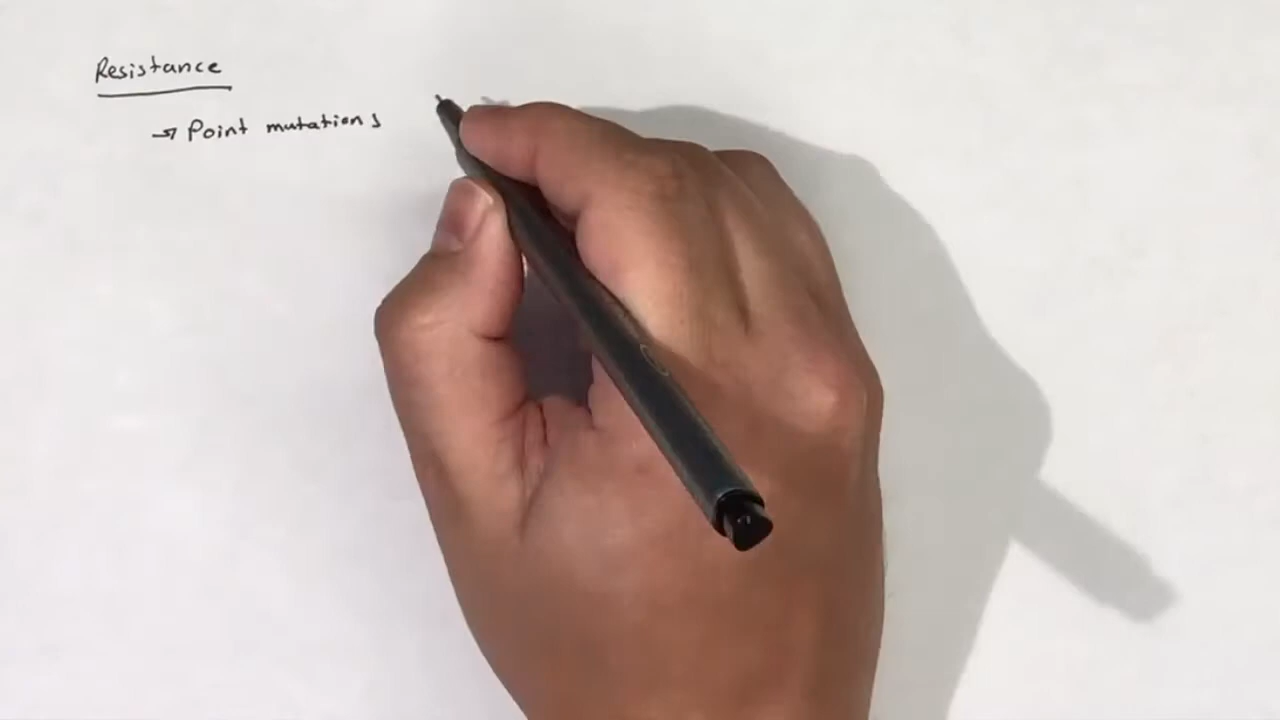 Resistance
→ Point mutations